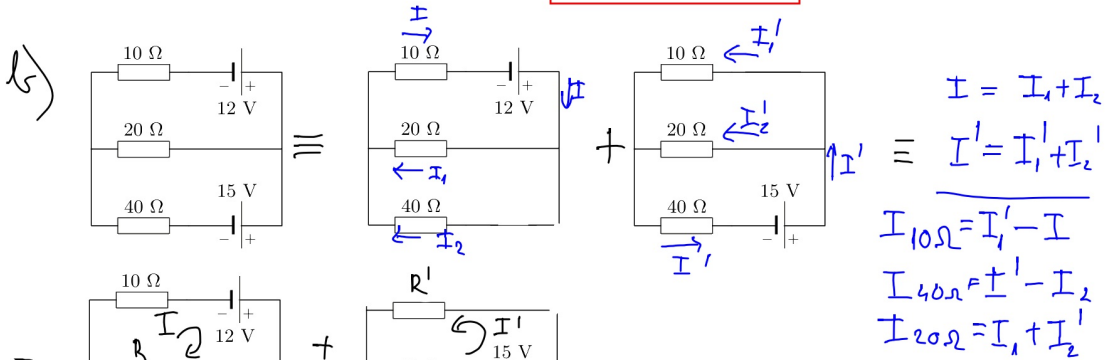 b)
10 Ω
− +
12 V
20 Ω
15 V
40 Ω
− +
≡
I
10 Ω
− +
12 V
I
20 Ω
I₁
40 Ω
I₂
+
10 Ω
I₁'
20 Ω
I₂'
I'
15 V
40 Ω
− +
I'
≡
I = I₁ + I₂
I' = I₁' + I₂'
I10Ω = I₁' − I
I40Ω = I' − I₂
I20Ω = I₁ + I₂'
10 Ω
− +
I
12 V
R
+
R'
I'
15 V